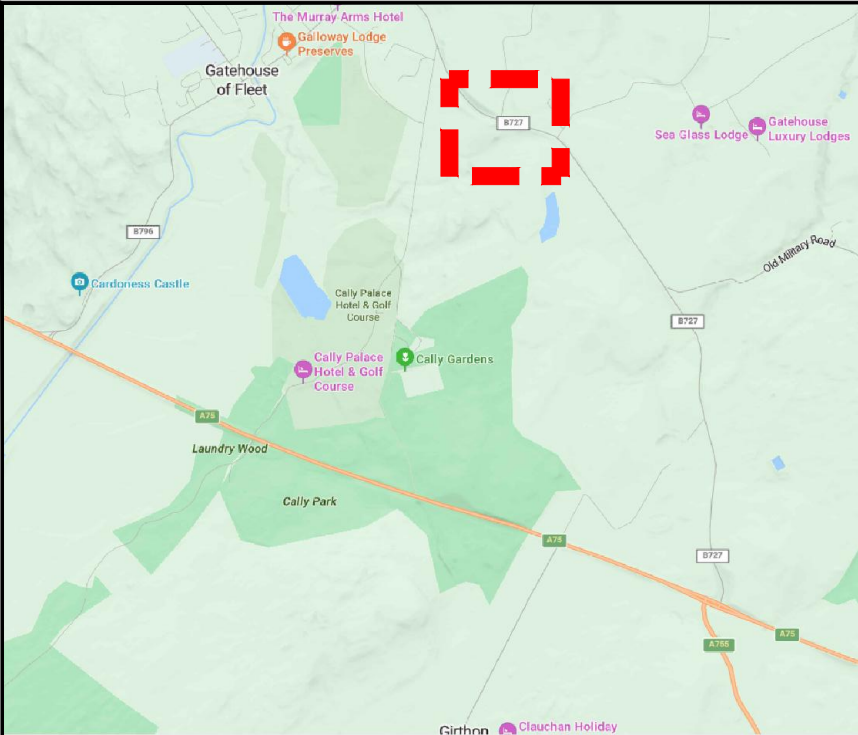 The Murray Arms Hotel
Galloway Lodge
Preserves
Gatehouse
of Fleet
B727
Sea Glass Lodge
Gatehouse
Luxury Lodges
B796
Old Military Road
Cardoness Castle
Cally Palace
Hotel & Golf
Course
B727
Cally Palace
Hotel & Golf
Course
Cally Gardens
A75
Laundry Wood
Cally Park
A75
B727
A75
A755
Girthon
Clauchan Holiday